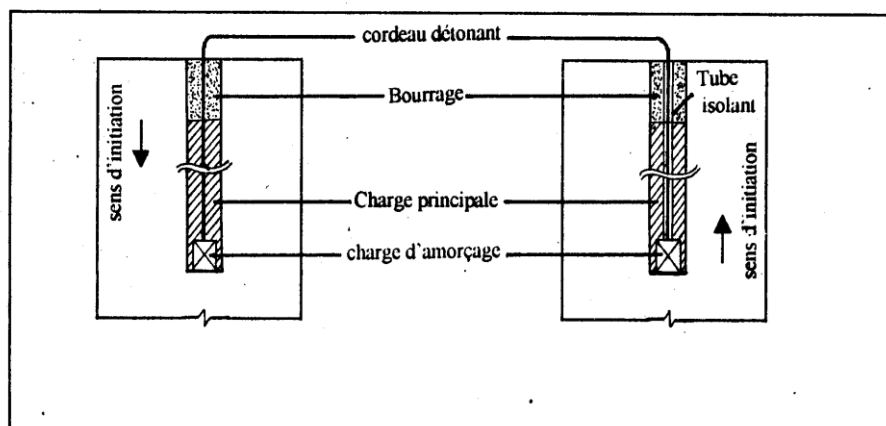 cordeau détonant
Bourrage
Tube
isolant
sens d'initiation
Charge principale
sens d'initiation
charge d'amorçage